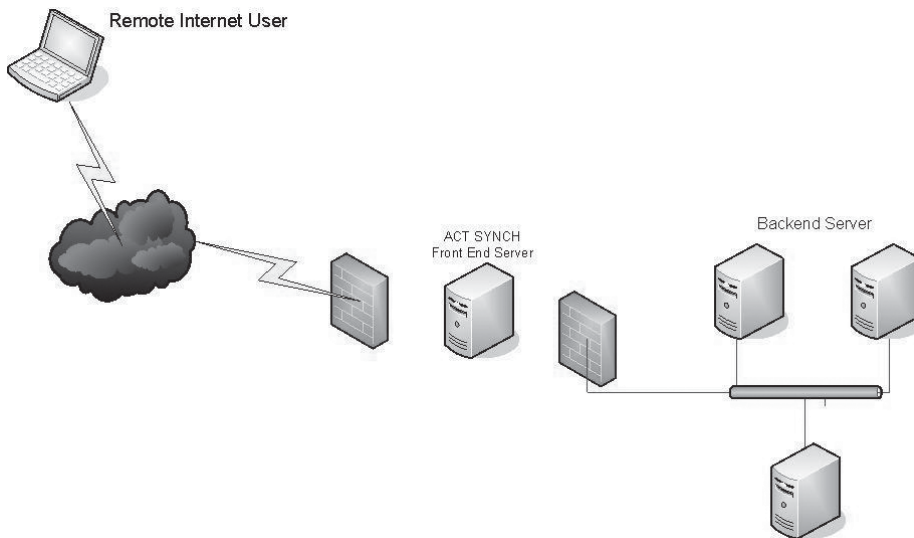 Remote Internet User
ACT SYNCH
Front End Server
Backend Server